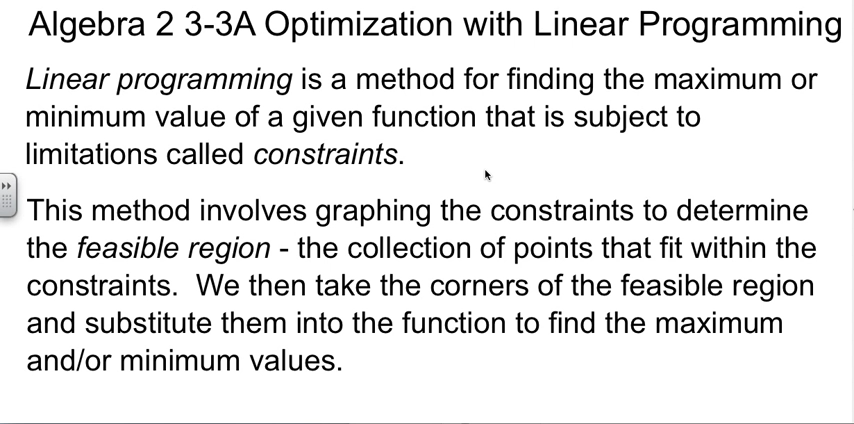 Algebra 2 3-3A Optimization with Linear Programming
Linear programming is a method for finding the maximum or
minimum value of a given function that is subject to
limitations called constraints.
This method involves graphing the constraints to determine
the feasible region - the collection of points that fit within the
constraints.  We then take the corners of the feasible region
and substitute them into the function to find the maximum
and/or minimum values.